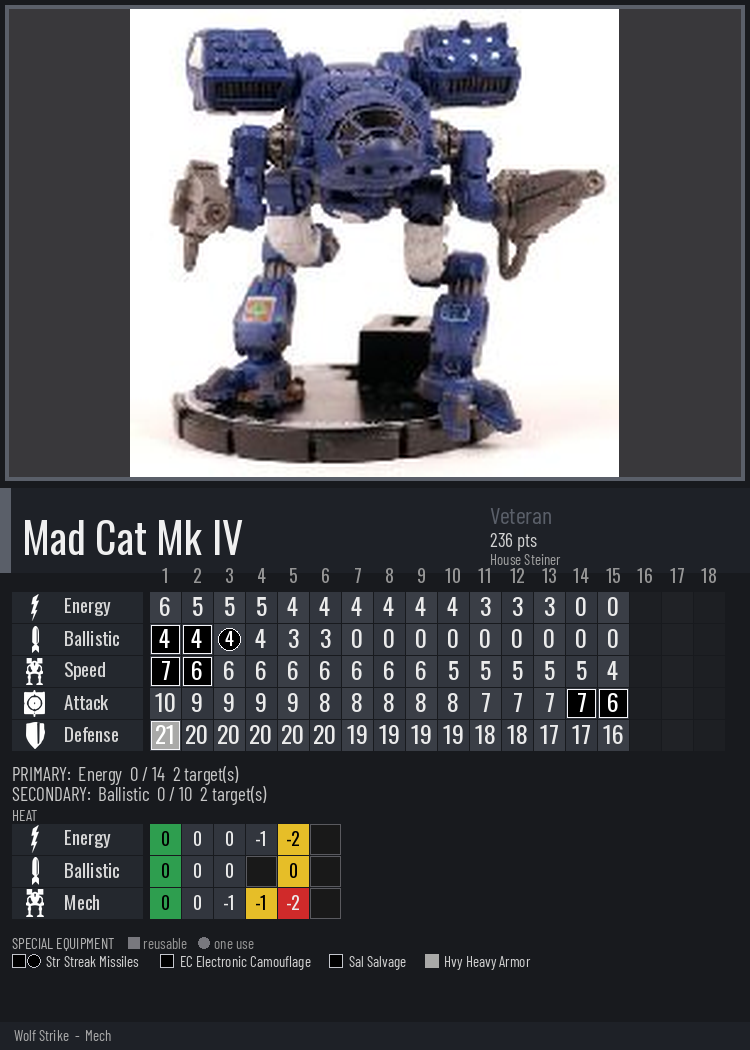 Mad Cat Mk IV
Veteran
236 pts
House Steiner
1 2 3 4 5 6 7 8 9 10 11 12 13 14 15 16 17 18
Energy 6 5 5 5 4 4 4 4 4 4 3 3 3 0 0
Ballistic 4 4 4 4 3 3 0 0 0 0 0 0 0 0 0
Speed 7 6 6 6 6 6 6 6 6 5 5 5 5 5 4
Attack 10 9 9 9 9 8 8 8 8 8 7 7 7 7 6
Defense 21 20 20 20 20 20 19 19 19 19 18 18 17 17 16
PRIMARY: Energy 0 / 14 2 target(s)
SECONDARY: Ballistic 0 / 10 2 target(s)
HEAT
Energy 0 0 0 -1 -2
Ballistic 0 0 0 0
Mech 0 0 -1 -1 -2
SPECIAL EQUIPMENT reusable one use
Str Streak Missiles EC Electronic Camouflage Sal Salvage Hvy Heavy Armor
Wolf Strike - Mech